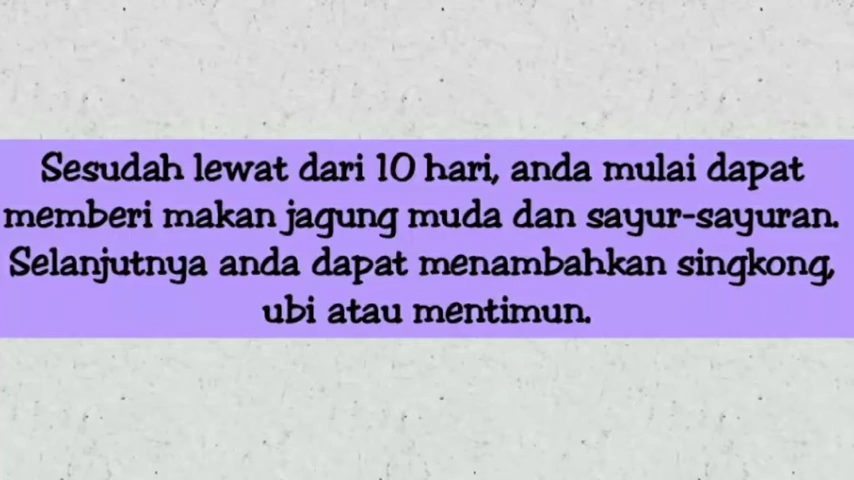 Sesudah lewat dari 10 hari, anda mulai dapat
memberi makan jagung muda dan sayur-sayuran.
Selanjutnya anda dapat menambahkan singkong,
ubi atau mentimun.